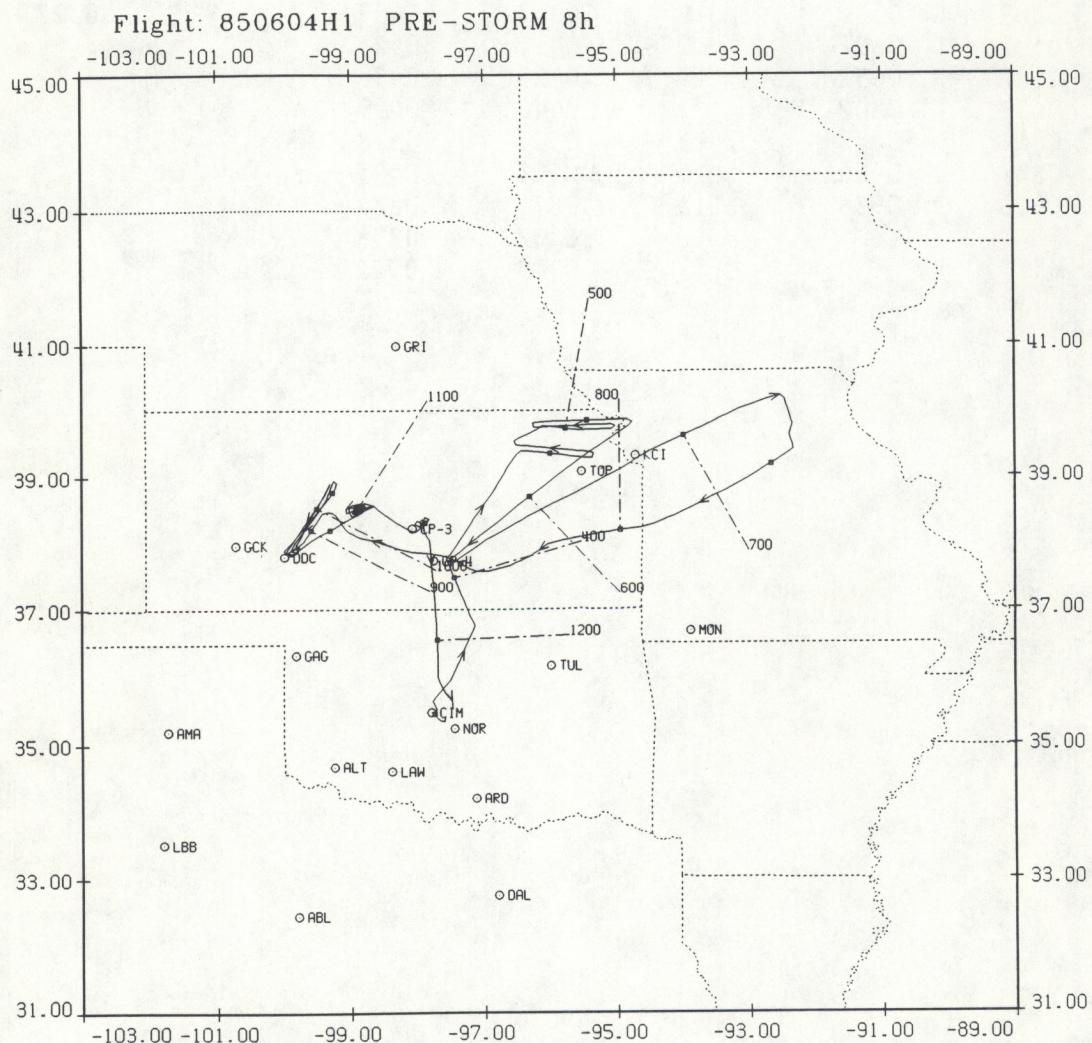 Flight: 850604H1 PRE-STORM 8h
-103.00 -101.00 -99.00 -97.00 -95.00 -93.00 -91.00 -89.00
45.00 45.00
43.00 43.00
500
41.00 GRI 41.00
1100 800
KCI
39.00 TOP 39.00
CP-3
GCK DDC 400 700
1000
900 600
37.00 37.00
1200 MON
GAG TUL
CIM
NOR
35.00 AMA 35.00
ALT LAW
ARD
LBB
33.00 33.00
DAL
ABL
31.00 31.00
-103.00 -101.00 -99.00 -97.00 -95.00 -93.00 -91.00 -89.00